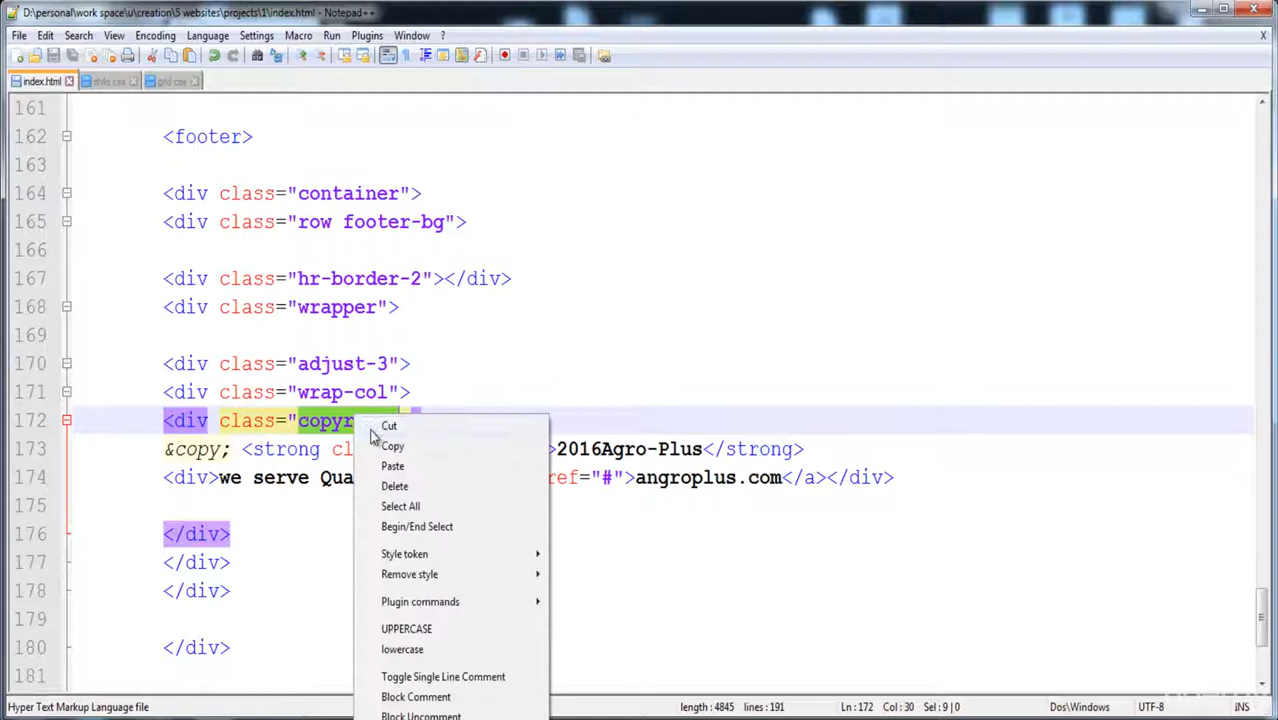 D:\personal\work space\u\creation\5 websites\projects\1\index.html - Notepad++
File Edit Search View Encoding Language Settings Macro Run Plugins Window ? X
index.html style.css grid.css
161
162 <footer>
163
164 <div class="container">
165 <div class="row footer-bg">
166
167 <div class="hr-border-2"></div>
168 <div class="wrapper">
169
170 <div class="adjust-3">
171 <div class="wrap-col">
172 <div class="copyr
173 &copy; <strong cl >2016Agro-Plus</strong>
174 <div>we serve Qua ref="#">angroplus.com</a></div>
175
176 </div>
177 </div>
178 </div>
179
180 </div>
181
Cut
Copy
Paste
Delete
Select All
Begin/End Select
Style token
Remove style
Plugin commands
UPPERCASE
lowercase
Toggle Single Line Comment
Block Comment
Block Uncomment
Hyper Text Markup Language file length : 4845 lines : 191 Ln : 172 Col : 30 Sel : 9 | 0 Dos\Windows UTF-8 INS